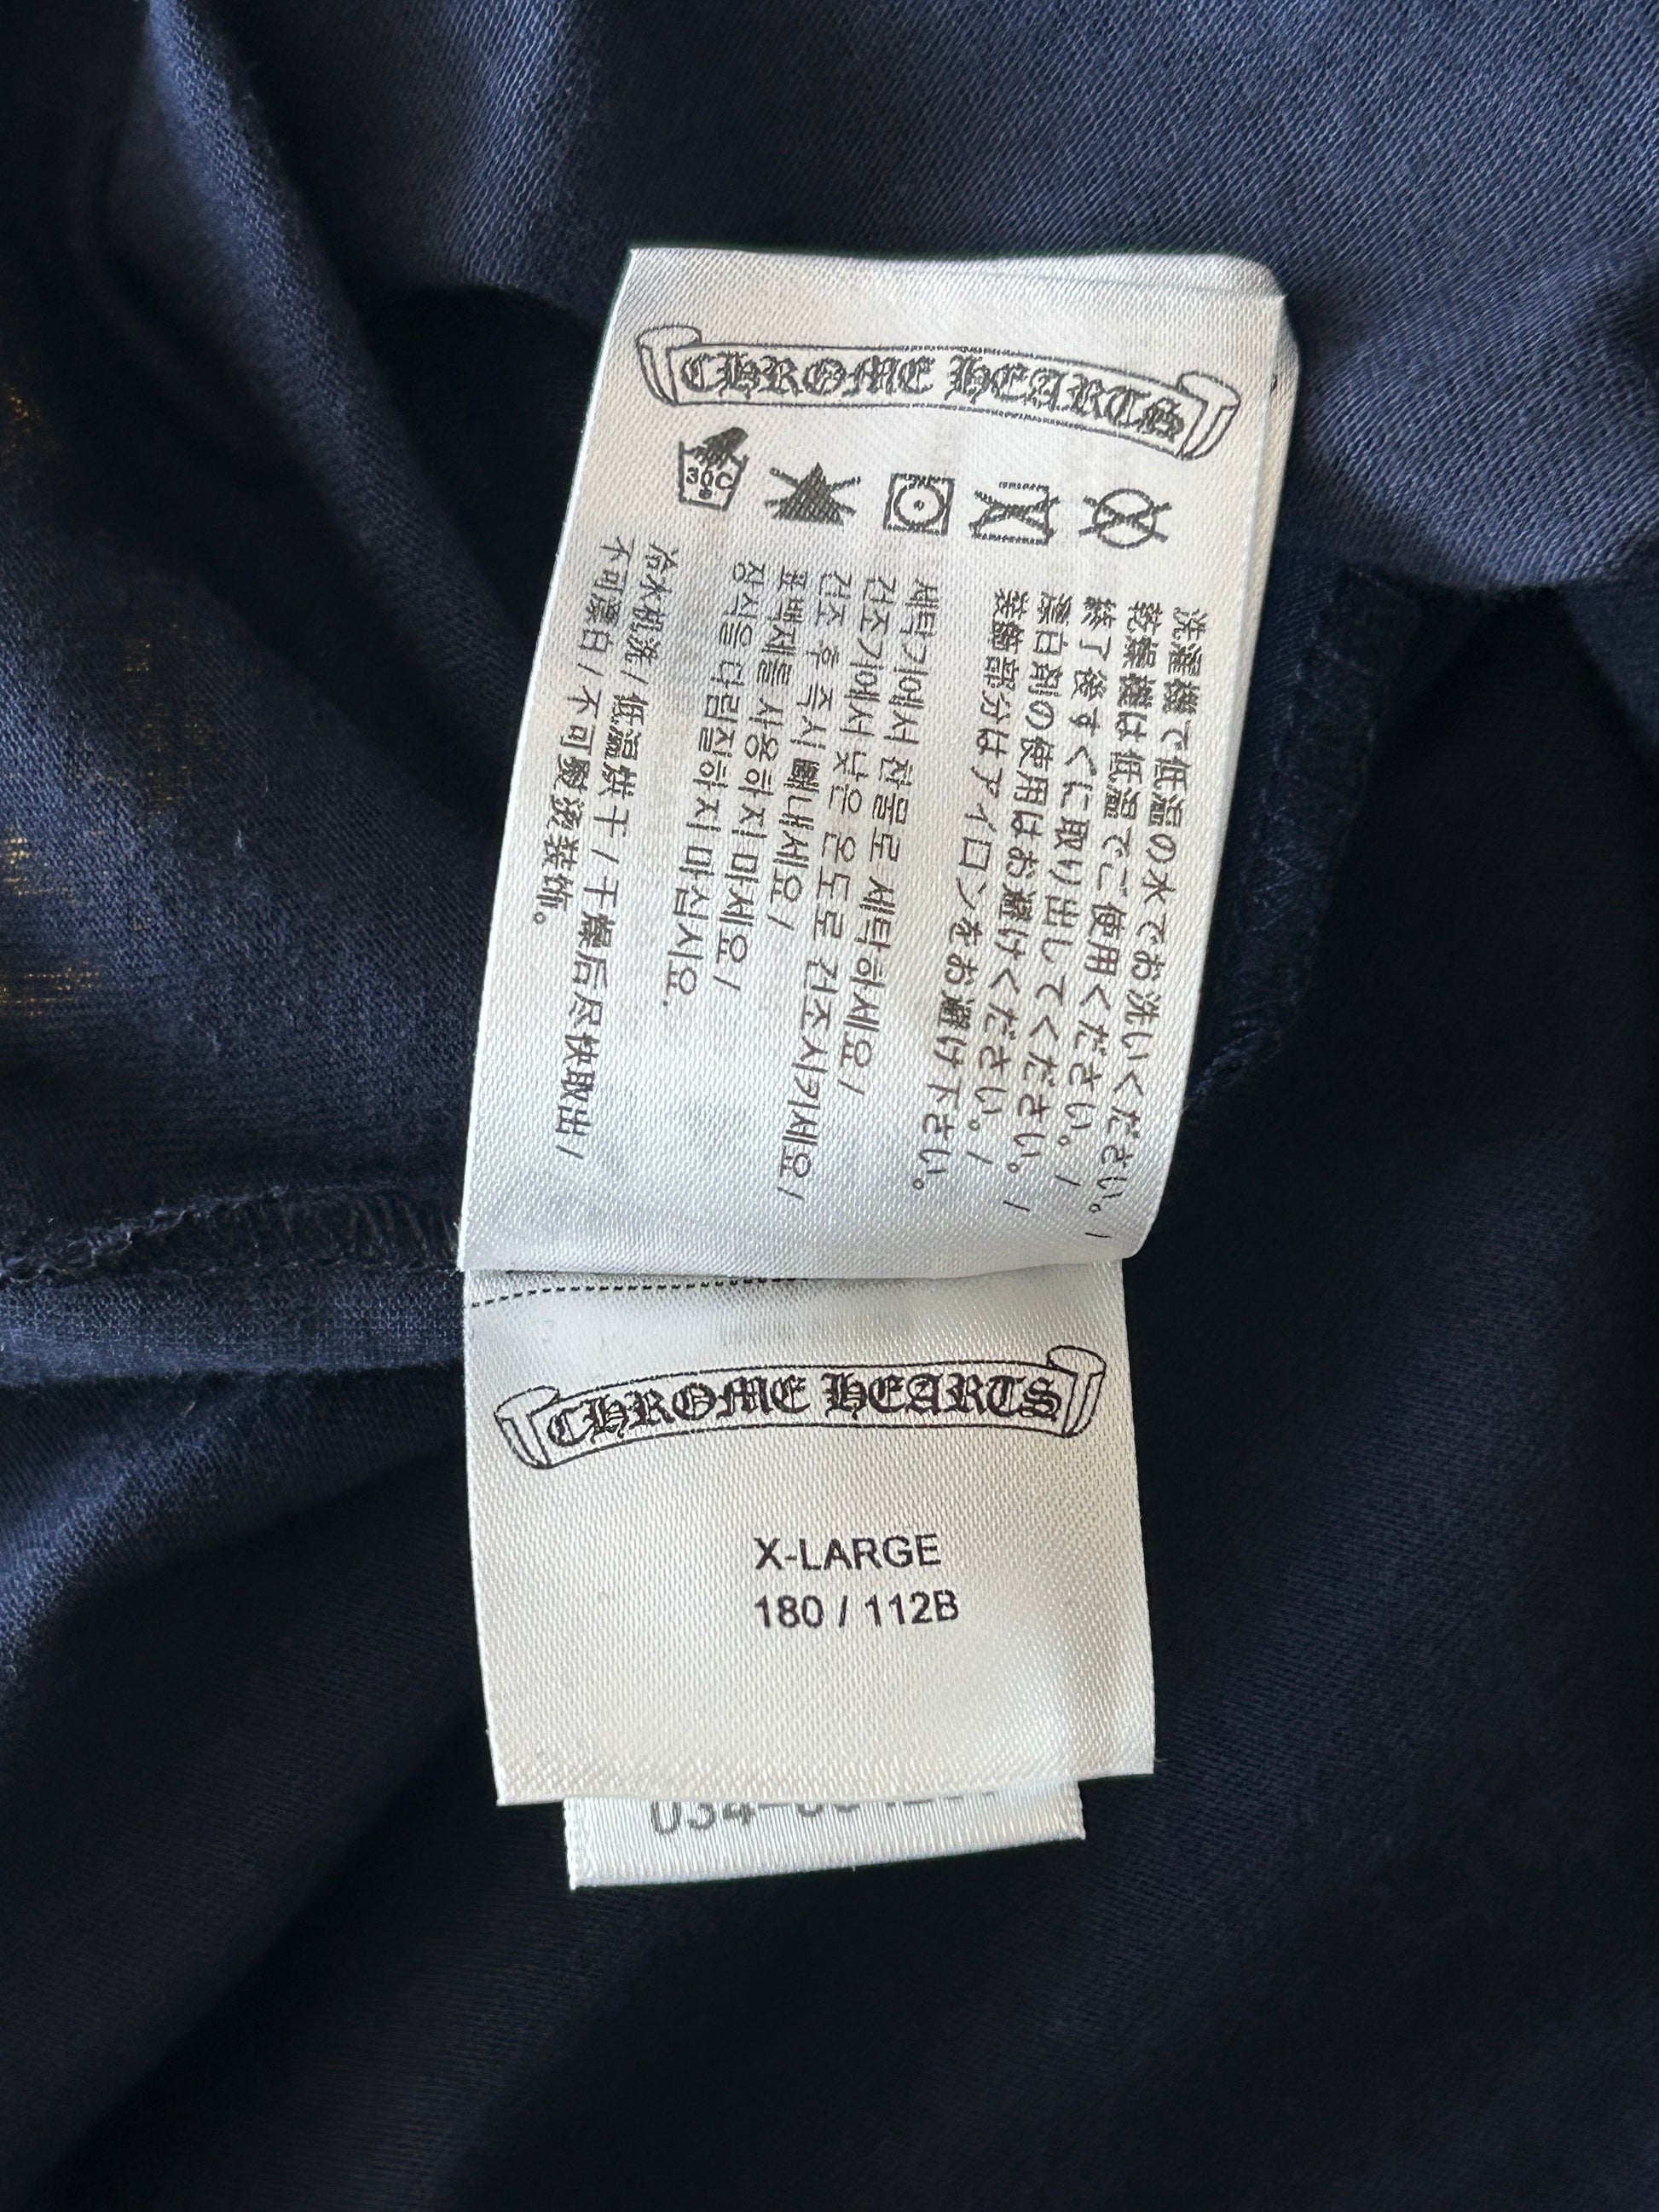 CHROME HEARTS
30C
洗濯機で低温の水でお洗いください。/
乾燥機は低温でご使用ください。/
終了後すぐに取り出してください。/
漂白剤の使用はお避けください。/
装飾部分はアイロンをお避け下さい。
세탁기에서 찬물로 세탁하세요/
건조기에서 낮은 온도로 건조시키세요/
건조 후 즉시 빼내세요/
표백제를 사용하지 마세요/
장식을 다림질하지 마십시요.
冷水机洗/低温烘干/干燥后尽快取出/
不可漂白/不可熨烫装饰。
CHROME HEARTS
X-LARGE
180 / 112B